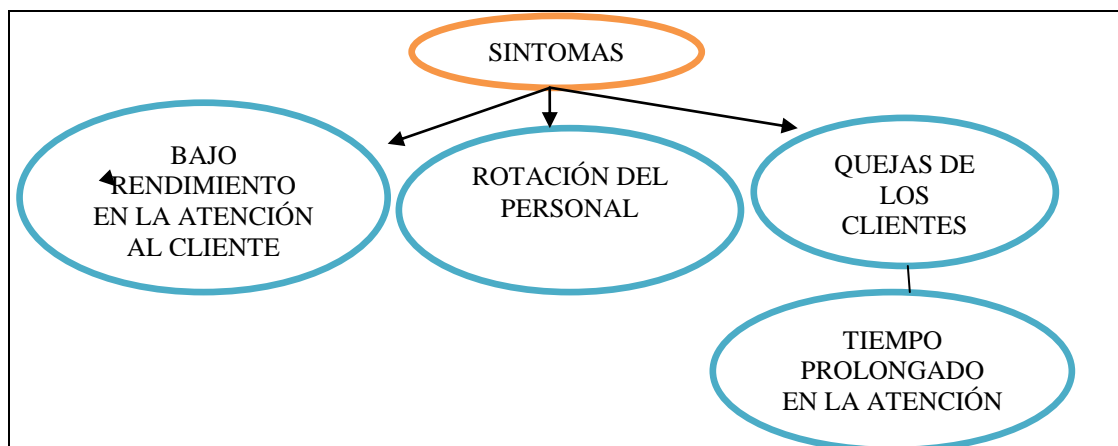 SINTOMAS
BAJO
RENDIMIENTO
EN LA ATENCIÓN
AL CLIENTE
ROTACIÓN DEL
PERSONAL
QUEJAS DE
LOS
CLIENTES
TIEMPO
PROLONGADO
EN LA ATENCIÓN